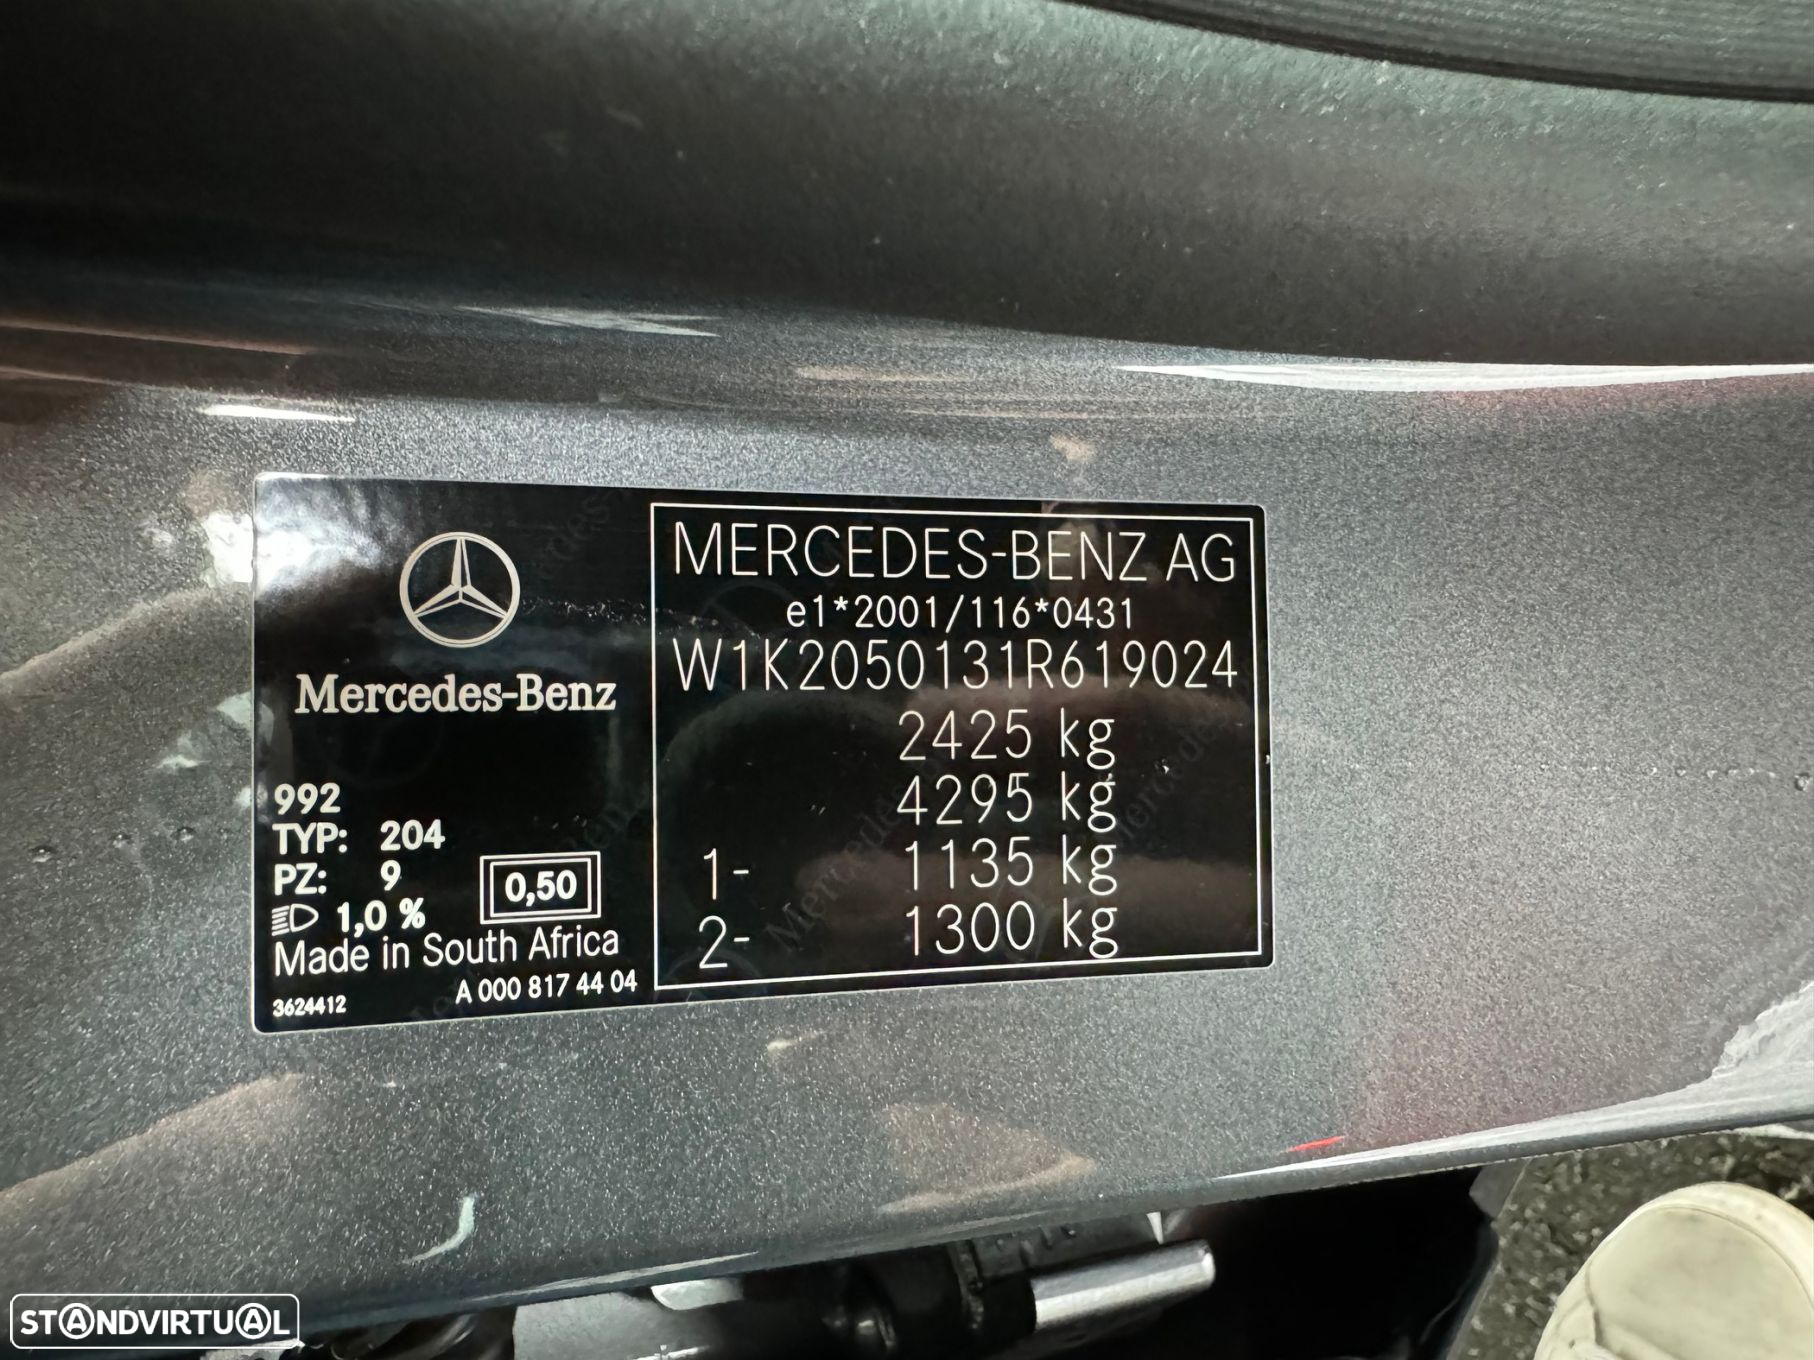 Mercedes-Benz
992
TYP: 204
PZ: 9
1,0 %
0,50
Made in South Africa
A 000 817 44 04
3624412
MERCEDES-BENZ AG
e1*2001/116*0431
W1K2050131R619024
2425 kg
4295 kg
1- 1135 kg
2- 1300 kg
STANDVIRTUAL